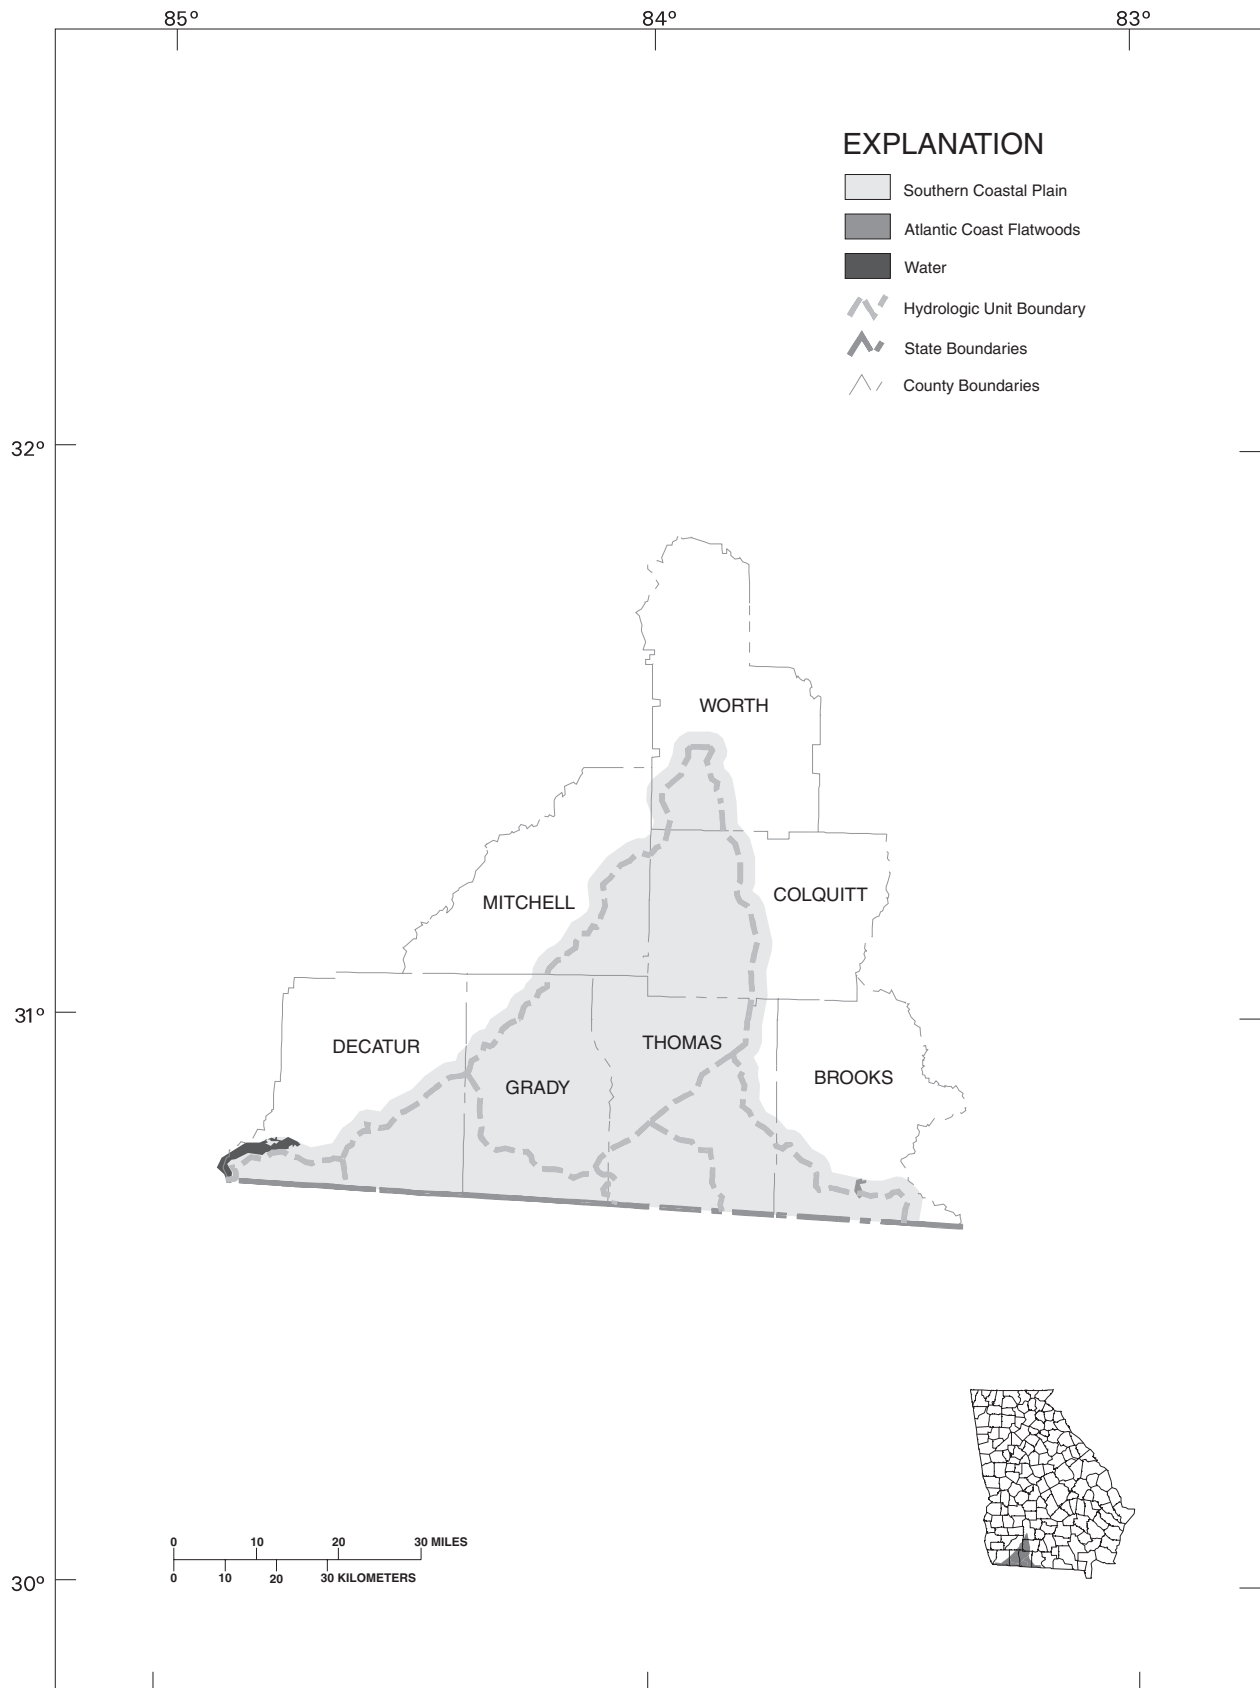 85° 84° 83°
EXPLANATION
Southern Coastal Plain
Atlantic Coast Flatwoods
Water
Hydrologic Unit Boundary
State Boundaries
County Boundaries
32°
WORTH
MITCHELL
COLQUITT
31°
DECATUR
THOMAS
GRADY
BROOKS
0 10 20 30 MILES
0 10 20 30 KILOMETERS
30°